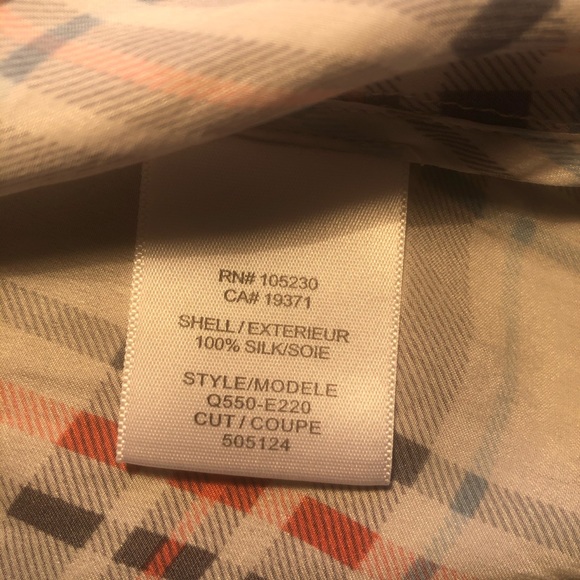 RN# 105230
CA# 19371
SHELL / EXTERIEUR
100% SILK/SOIE
STYLE/MODELE
Q550-E220
CUT / COUPE
505124